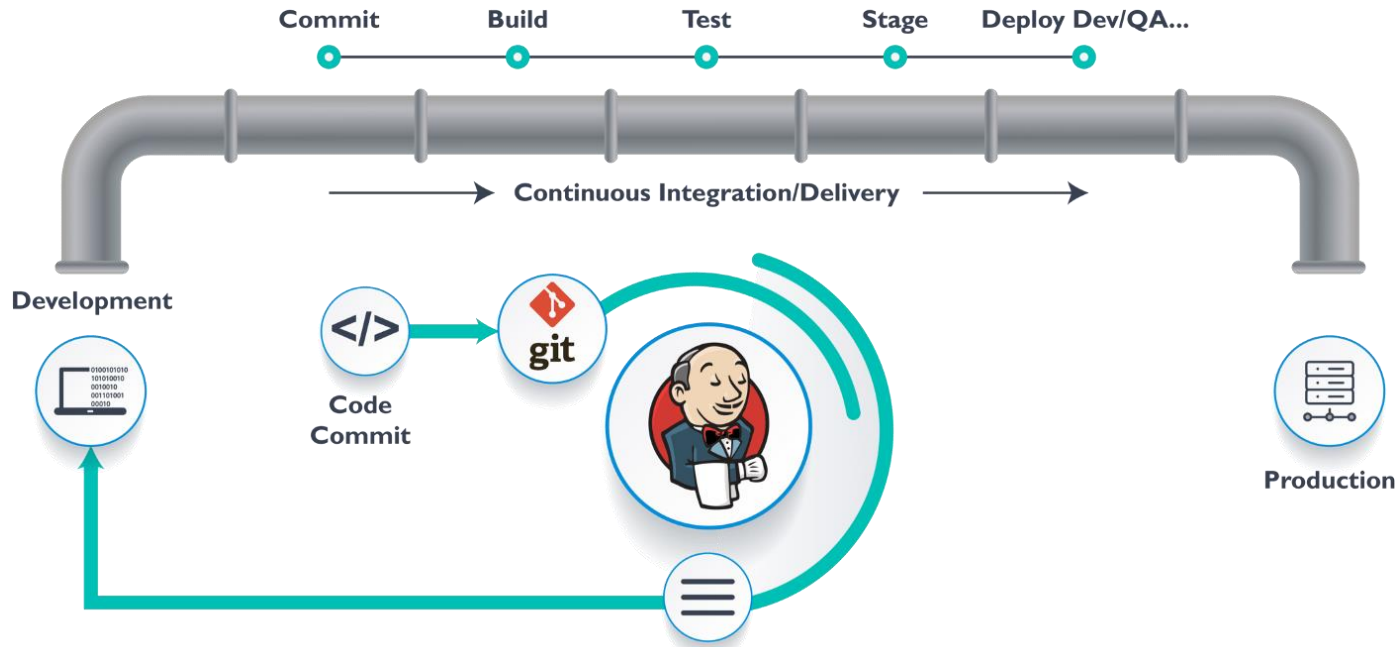 Commit
Build
Test
Stage
Deploy Dev/QA...
Continuous Integration/Delivery
Development
0100101010
101010010
0010010
001101001
00010
</>
Code
Commit
git
Production